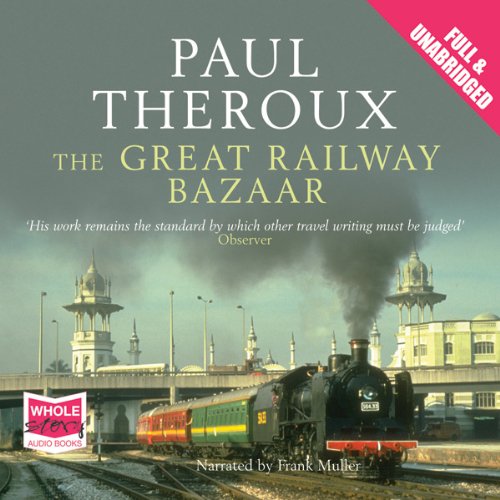 FULL &
UNABRIDGED
PAUL
THEROUX
THE GREAT RAILWAY
BAZAAR
‘His work remains the standard by which other travel writing must be judged’
Observer
WHOLE
story
AUDIO BOOKS
Narrated by Frank Muller